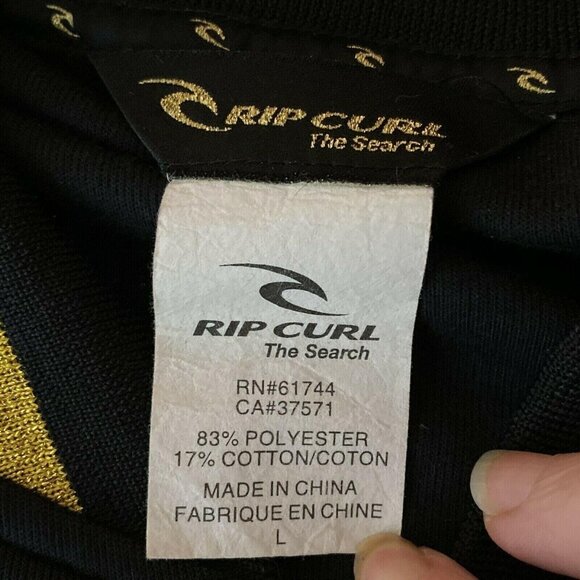 RIP CURL
The Search
RIP CURL
The Search
RN#61744
CA#37571
83% POLYESTER
17% COTTON/COTON
MADE IN CHINA
FABRIQUE EN CHINE
L